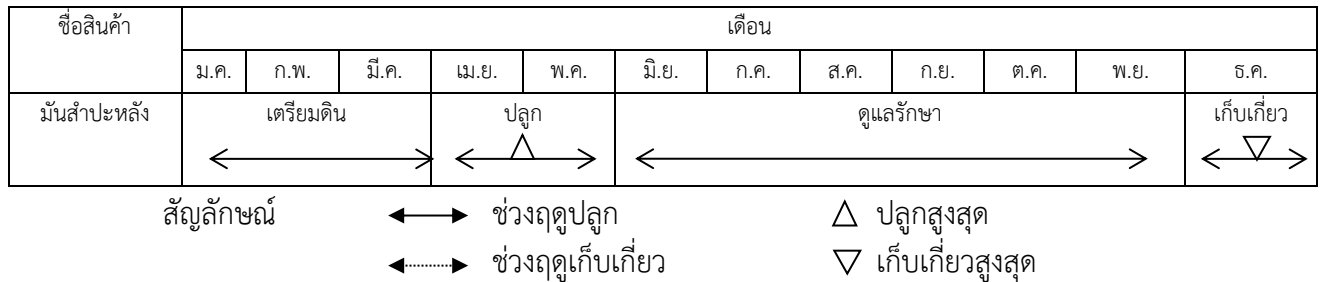 ชื่อสินค้า เดือน
ม.ค. ก.พ. มี.ค. เม.ย. พ.ค. มิ.ย. ก.ค. ส.ค. ก.ย. ต.ค. พ.ย. ธ.ค.
มันสำปะหลัง เตรียมดิน ปลูก ดูแลรักษา เก็บเกี่ยว
สัญลักษณ์ ช่วงฤดูปลูก ปลูกสูงสุด
ช่วงฤดูเก็บเกี่ยว เก็บเกี่ยวสูงสุด